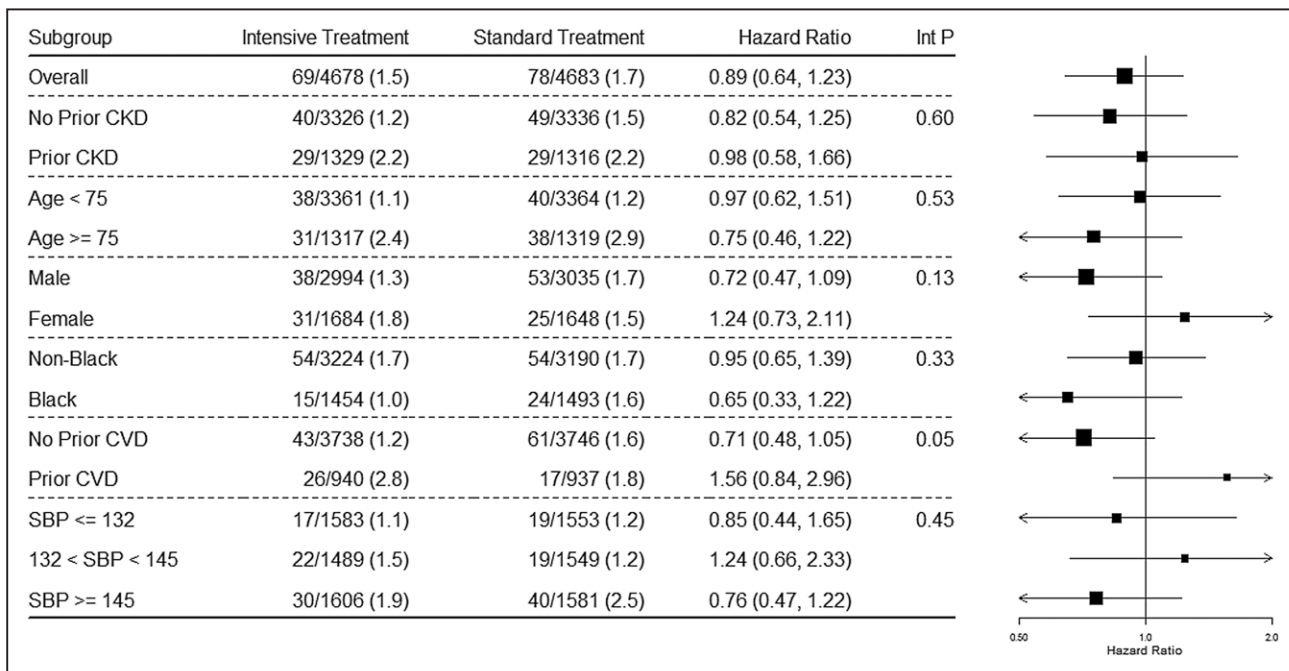 Subgroup Intensive Treatment Standard Treatment Hazard Ratio Int P
Overall 69/4678 (1.5) 78/4683 (1.7) 0.89 (0.64, 1.23)
No Prior CKD 40/3326 (1.2) 49/3336 (1.5) 0.82 (0.54, 1.25) 0.60
Prior CKD 29/1329 (2.2) 29/1316 (2.2) 0.98 (0.58, 1.66)
Age < 75 38/3361 (1.1) 40/3364 (1.2) 0.97 (0.62, 1.51) 0.53
Age >= 75 31/1317 (2.4) 38/1319 (2.9) 0.75 (0.46, 1.22)
Male 38/2994 (1.3) 53/3035 (1.7) 0.72 (0.47, 1.09) 0.13
Female 31/1684 (1.8) 25/1648 (1.5) 1.24 (0.73, 2.11)
Non-Black 54/3224 (1.7) 54/3190 (1.7) 0.95 (0.65, 1.39) 0.33
Black 15/1454 (1.0) 24/1493 (1.6) 0.65 (0.33, 1.22)
No Prior CVD 43/3738 (1.2) 61/3746 (1.6) 0.71 (0.48, 1.05) 0.05
Prior CVD 26/940 (2.8) 17/937 (1.8) 1.56 (0.84, 2.96)
SBP <= 132 17/1583 (1.1) 19/1553 (1.2) 0.85 (0.44, 1.65) 0.45
132 < SBP < 145 22/1489 (1.5) 19/1549 (1.2) 1.24 (0.66, 2.33)
SBP >= 145 30/1606 (1.9) 40/1581 (2.5) 0.76 (0.47, 1.22)
0.50 1.0 2.0
Hazard Ratio